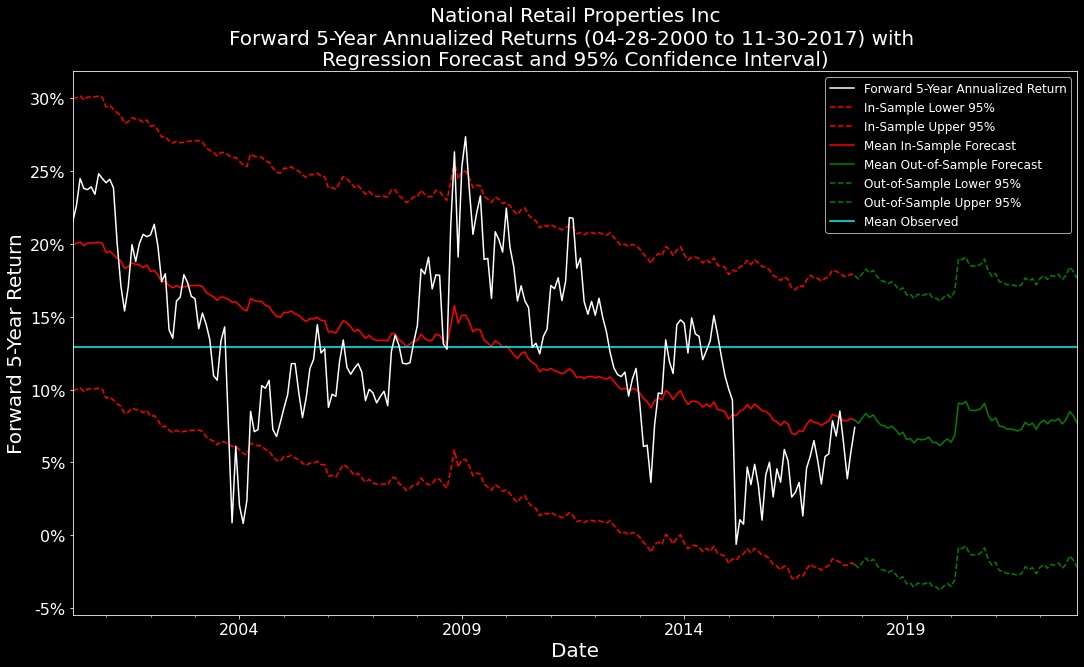 National Retail Properties Inc
Forward 5-Year Annualized Returns (04-28-2000 to 11-30-2017) with
Regression Forecast and 95% Confidence Interval)
Forward 5-Year Annualized Return
In-Sample Lower 95%
In-Sample Upper 95%
Mean In-Sample Forecast
Mean Out-of-Sample Forecast
Out-of-Sample Lower 95%
Out-of-Sample Upper 95%
Mean Observed
Forward 5-Year Return
30%
25%
20%
15%
10%
5%
0%
-5%
2004
2009
2014
2019
Date